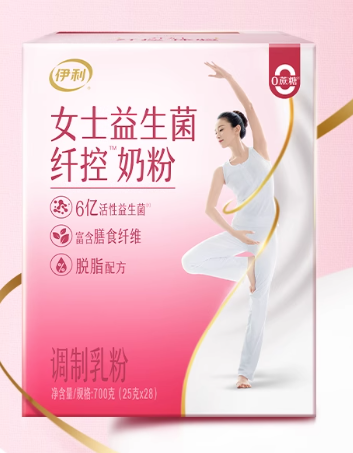 伊利
0蔗糖
女士益生菌
纤控™奶粉
6亿活性益生菌
富含膳食纤维
脱脂配方
调制乳粉
净含量/规格:700克（25克x28）